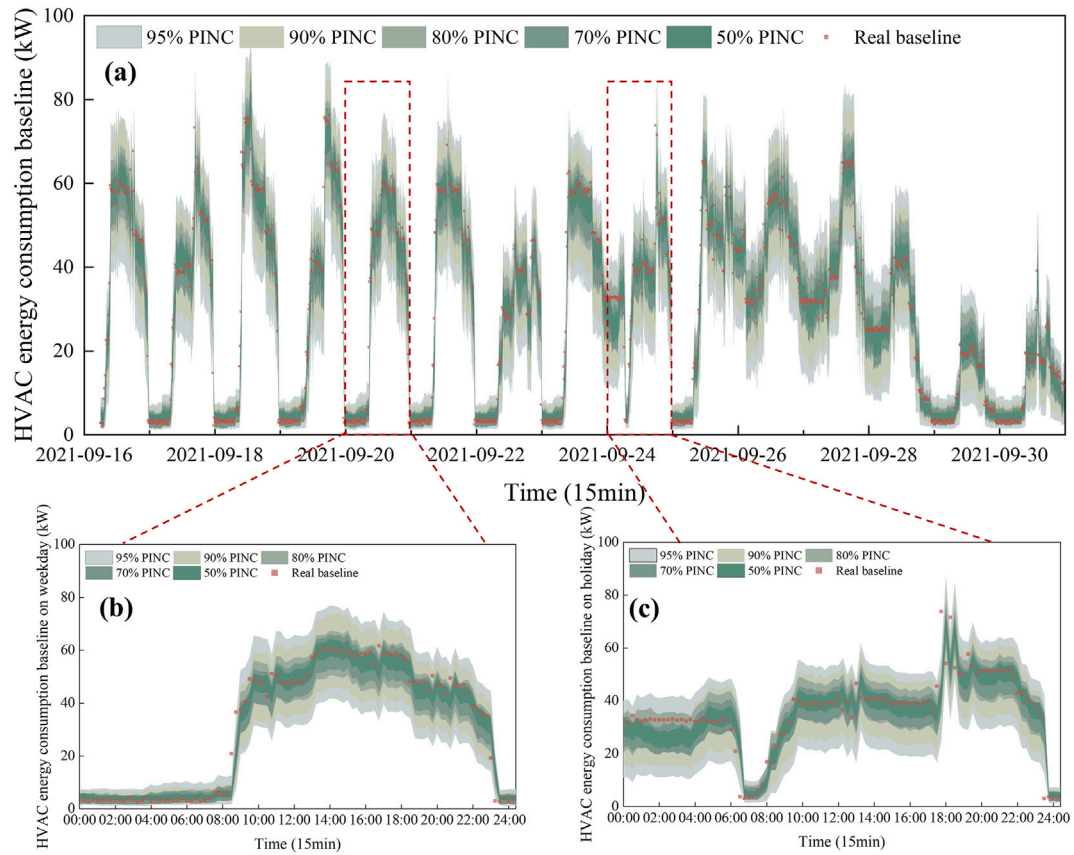 HVAC energy consumption baseline (kW)
100
80
60
40
20
0
95% PINC 90% PINC 80% PINC 70% PINC 50% PINC Real baseline
(a)
2021-09-16 2021-09-18 2021-09-20 2021-09-22 2021-09-24 2021-09-26 2021-09-28 2021-09-30
Time (15min)
HVAC energy consumption baseline on weekday (kW)
100
80
60
40
20
0
95% PINC 90% PINC 80% PINC
70% PINC 50% PINC Real baseline
(b)
00:00 02:00 04:00 06:00 08:00 10:00 12:00 14:00 16:00 18:00 20:00 22:00 24:00
Time (15min)
HVAC energy consumption baseline on holiday (kW)
100
80
60
40
20
0
95% PINC 90% PINC 80% PINC
70% PINC 50% PINC Real baseline
(c)
00:00 02:00 04:00 06:00 08:00 10:00 12:00 14:00 16:00 18:00 20:00 22:00 24:00
Time (15min)